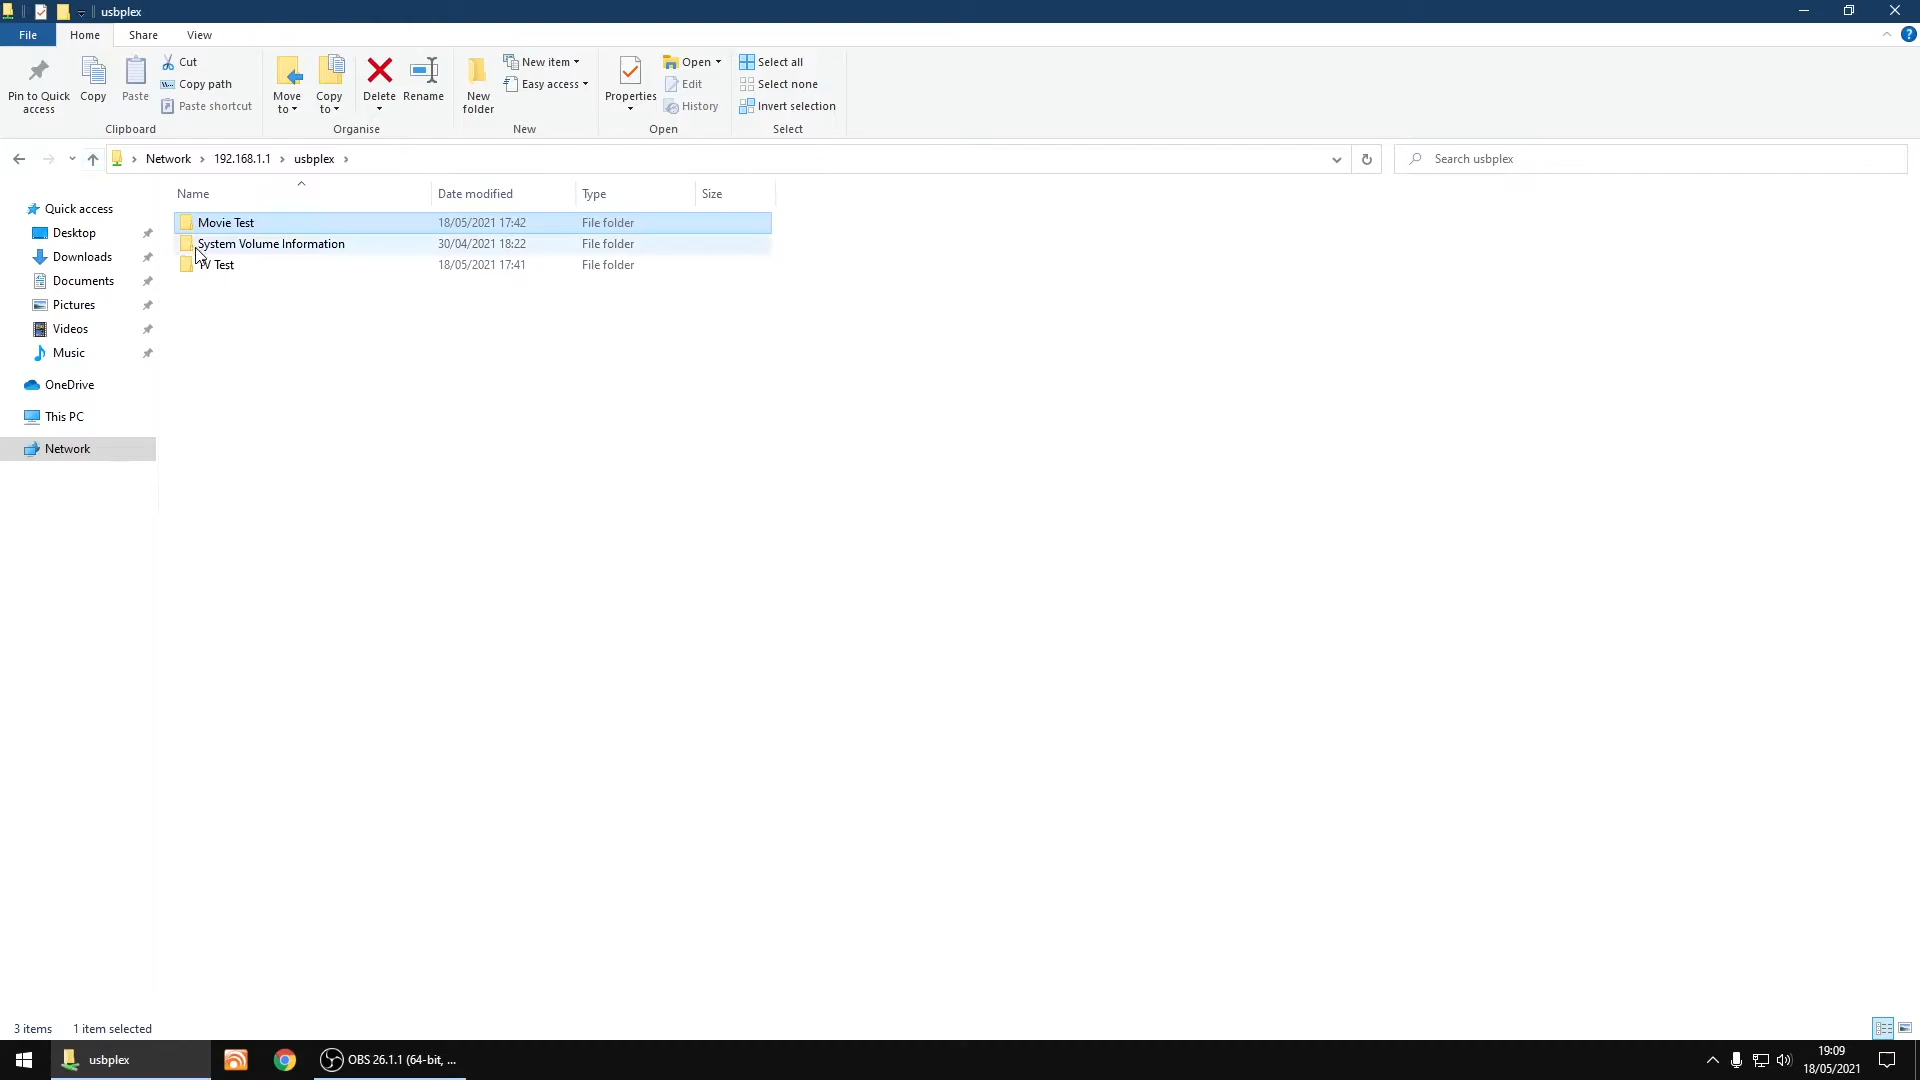 usbplex
File Home Share View
Pin to Quick access
Copy
Paste
Cut
Copy path
Paste shortcut
Clipboard
Move to
Copy to
Delete
Rename
Organise
New folder
New item
Easy access
New
Properties
Open
Edit
History
Open
Select all
Select none
Invert selection
Select
Network 192.168.1.1 usbplex
Search usbplex
Name Date modified Type Size
Movie Test 18/05/2021 17:42 File folder
System Volume Information 30/04/2021 18:22 File folder
TV Test 18/05/2021 17:41 File folder
Quick access
Desktop
Downloads
Documents
Pictures
Videos
Music
OneDrive
This PC
Network
3 items 1 item selected
usbplex
OBS 26.1.1 (64-bit, ...
19:09
18/05/2021